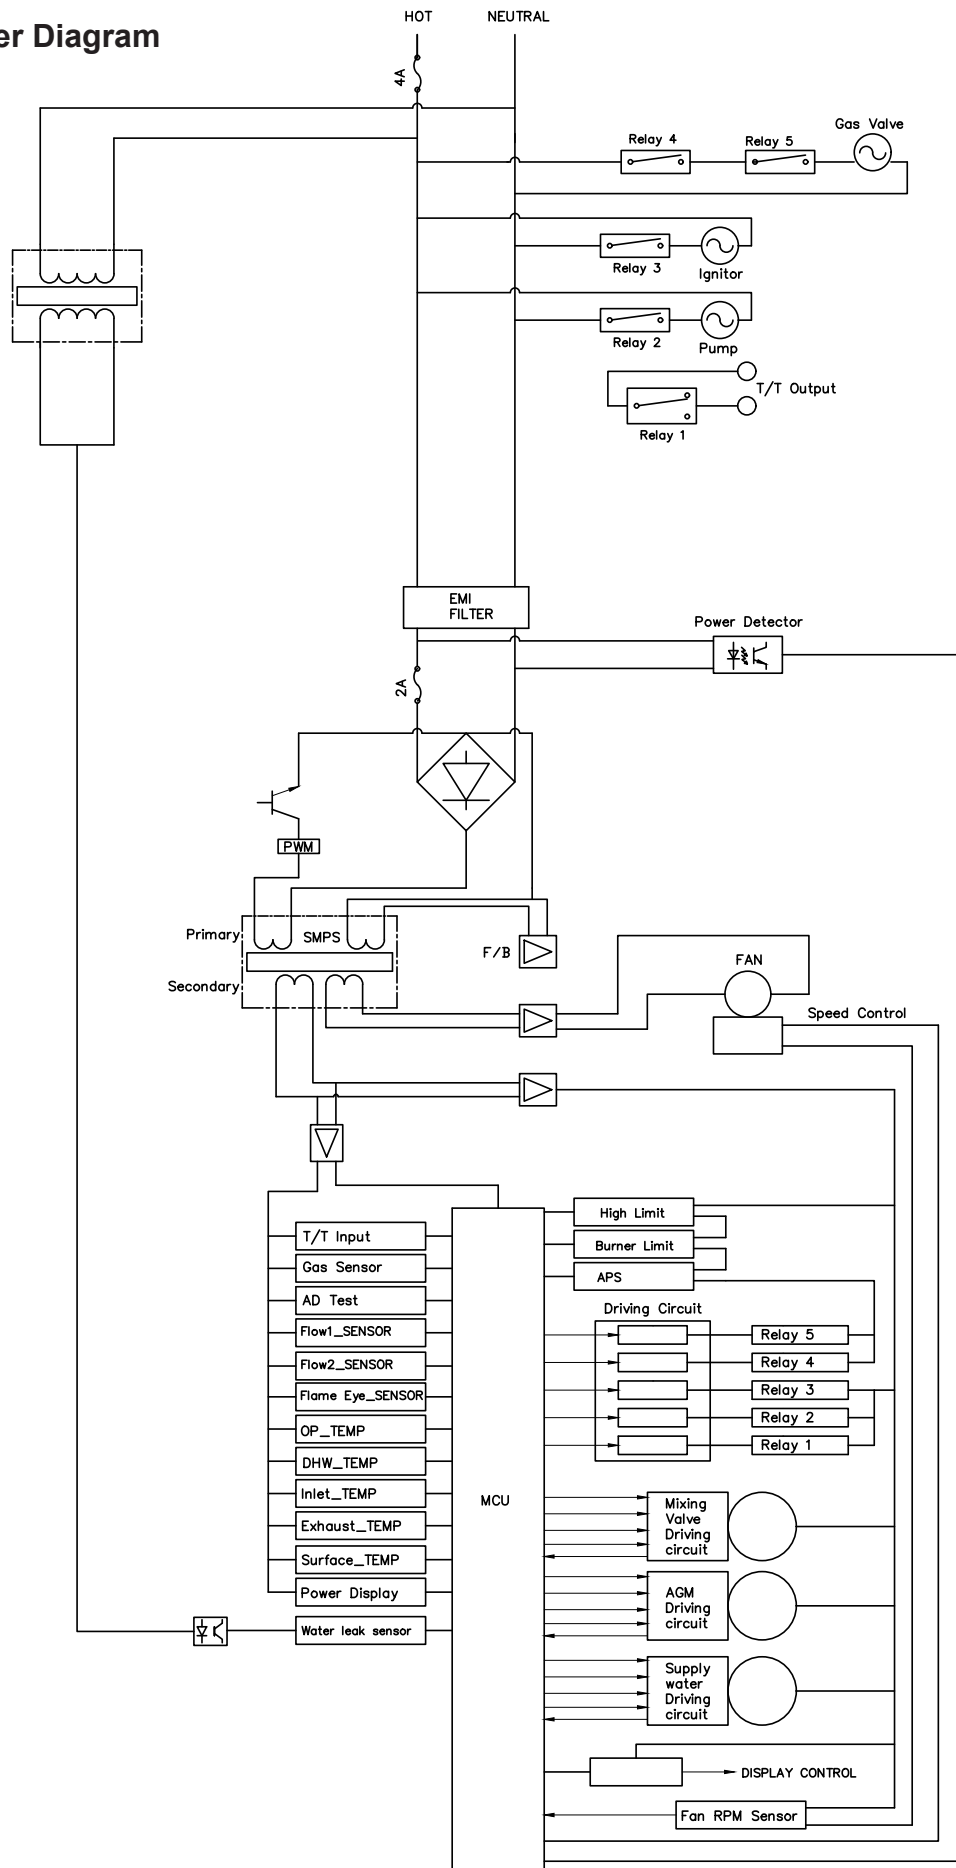 HOT NEUTRAL
er Diagram
4A
Gas Valve
Relay 4
Relay 5
Relay 3
Ignitor
Relay 2
Pump
T/T Output
Relay 1
EMI
FILTER
Power Detector
2A
PWM
Primary
SMPS
F/B
Secondary
FAN
Speed Control
T/T Input
Gas Sensor
AD Test
Flow1_SENSOR
Flow2_SENSOR
Flame Eye_SENSOR
OP_TEMP
DHW_TEMP
Inlet_TEMP
Exhaust_TEMP
Surface_TEMP
Power Display
Water leak sensor
MCU
High Limit
Burner Limit
APS
Driving Circuit
Relay 5
Relay 4
Relay 3
Relay 2
Relay 1
Mixing
Valve
Driving
circuit
AGM
Driving
circuit
Supply
water
Driving
circuit
DISPLAY CONTROL
Fan RPM Sensor